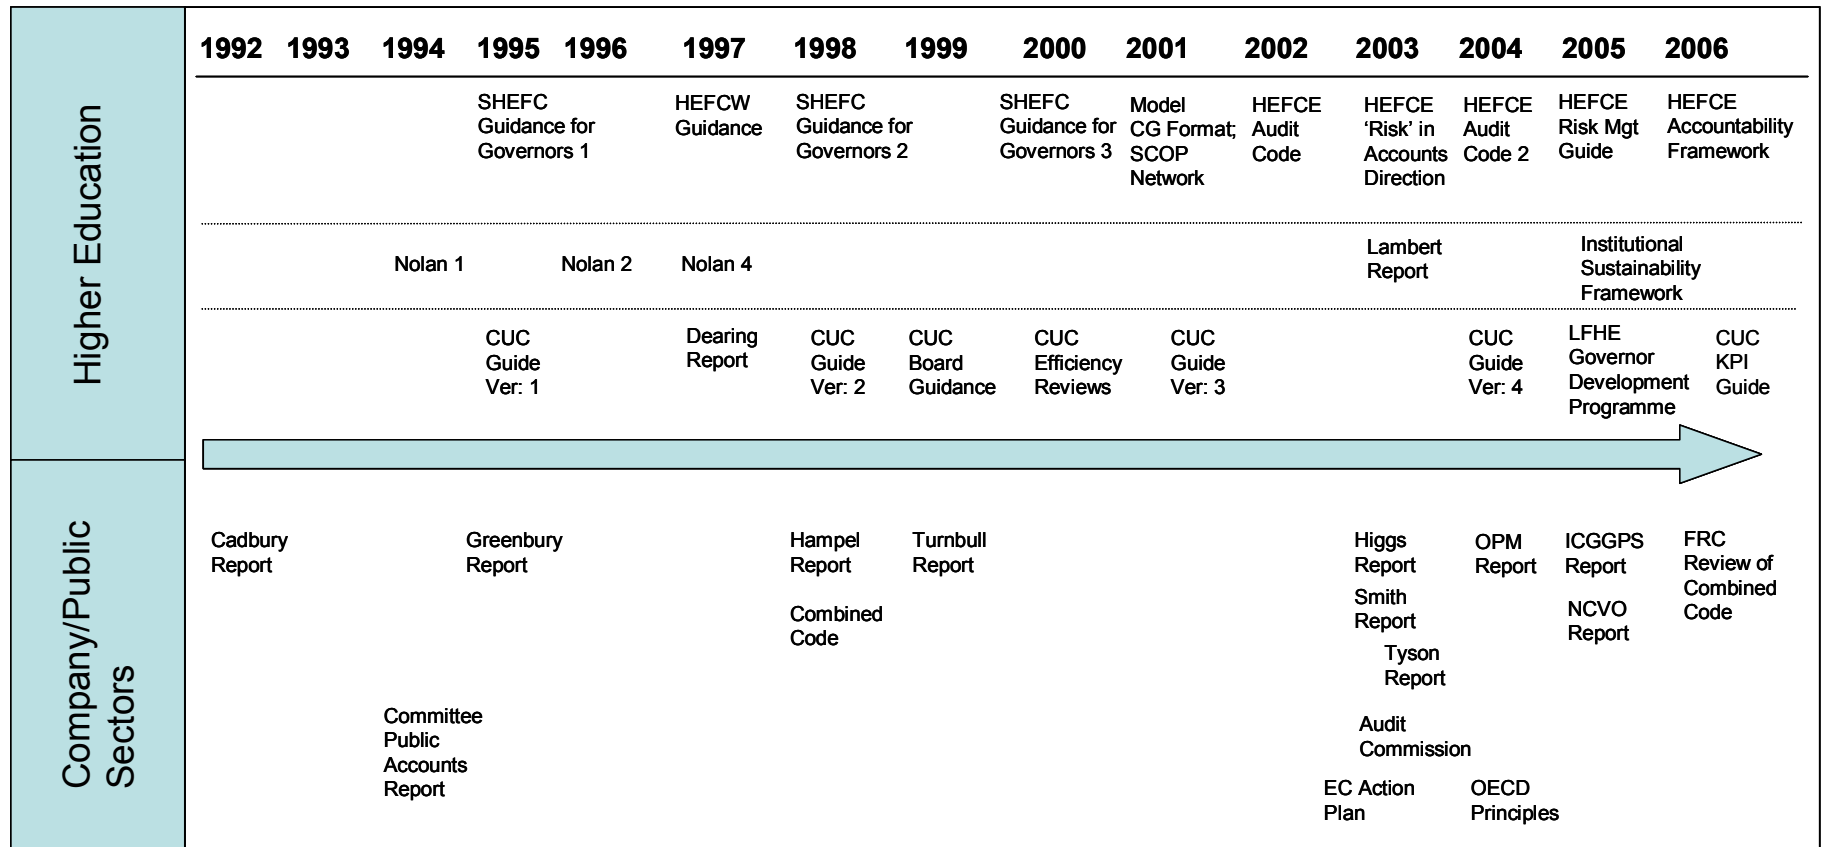 Higher Education
1992 1993 1994 1995 1996 1997 1998 1999 2000 2001 2002 2003 2004 2005 2006
SHEFC
Guidance for
Governors 1
HEFCW
Guidance
SHEFC
Guidance for
Governors 2
SHEFC
Guidance for
Governors 3
Model
CG Format;
SCOP
Network
HEFCE
Audit
Code
HEFCE
‘Risk’ in
Accounts
Direction
HEFCE
Audit
Code 2
HEFCE
Risk Mgt
Guide
HEFCE
Accountability
Framework
Nolan 1
Nolan 2
Nolan 4
Lambert
Report
Institutional
Sustainability
Framework
CUC
Guide
Ver: 1
Dearing
Report
CUC
Guide
Ver: 2
CUC
Board
Guidance
CUC
Efficiency
Reviews
CUC
Guide
Ver: 3
CUC
Guide
Ver: 4
LFHE
Governor
Development
Programme
CUC
KPI
Guide
Company/Public
Sectors
Cadbury
Report
Greenbury
Report
Hampel
Report
Turnbull
Report
Higgs
Report
OPM
Report
ICGGPS
Report
FRC
Review of
Combined
Code
Combined
Code
Smith
Report
NCVO
Report
Tyson
Report
Committee
Public
Accounts
Report
Audit
Commission
EC Action
Plan
OECD
Principles